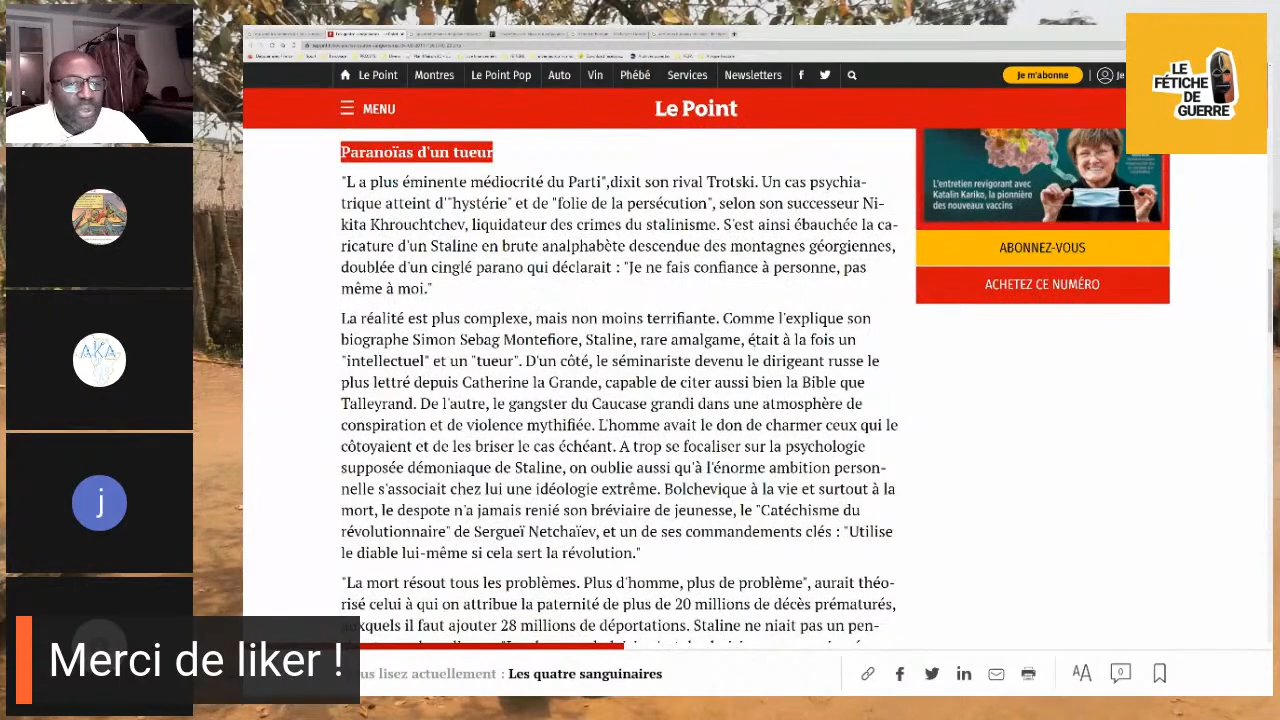 Le Point
Montres
Le Point Pop
Auto
Vin
Phébé
Services
Newsletters
f
Je m'abonne
Je
MENU
Le Point
LE
FÉTICHE
DE
GUERRE
Paranoïas d'un tueur
"L a plus éminente médiocrité du Parti",dixit son rival Trotski. Un cas psychia-
trique atteint d'"hystérie" et de "folie de la persécution", selon son successeur Ni-
kita Khrouchtchev, liquidateur des crimes du stalinisme. S'est ainsi ébauchée la ca-
ricature d'un Staline en brute analphabète descendue des montagnes géorgiennes,
doublée d'un cinglé parano qui déclarait : "Je ne fais confiance à personne, pas
même à moi."
La réalité est plus complexe, mais non moins terrifiante. Comme l'explique son
biographe Simon Sebag Montefiore, Staline, rare amalgame, était à la fois un
"intellectuel" et un "tueur". D'un côté, le séminariste devenu le dirigeant russe le
plus lettré depuis Catherine la Grande, capable de citer aussi bien la Bible que
Talleyrand. De l'autre, le gangster du Caucase grandi dans une atmosphère de
conspiration et de violence mythifiée. L'homme avait le don de charmer ceux qui le
côtoyaient et de les briser le cas échéant. A trop se focaliser sur la psychologie
supposée démoniaque de Staline, on oublie aussi qu'à l'énorme ambition person-
nelle s'associait chez lui une idéologie extrême. Bolchevique à la vie et surtout à la
mort, le despote n'a jamais renié son bréviaire de jeunesse, le "Catéchisme du
révolutionnaire" de Sergueï Netchaïev, et un de ses commandements clés : "Utilise
le diable lui-même si cela sert la révolution."
"La mort résout tous les problèmes. Plus d'homme, plus de problème", aurait théo-
risé celui à qui on attribue la paternité de plus de 20 millions de décès prématurés,
auxquels il faut ajouter 28 millions de déportations. Staline ne niait pas un pen-
L'entretien revigorant avec
Katalin Kariko, la pionnière
des nouveaux vaccins
ABONNEZ-VOUS
ACHETEZ CE NUMÉRO
AKA
j
Merci de liker !
us lisez actuellement : Les quatre sanguinaires
AA
0